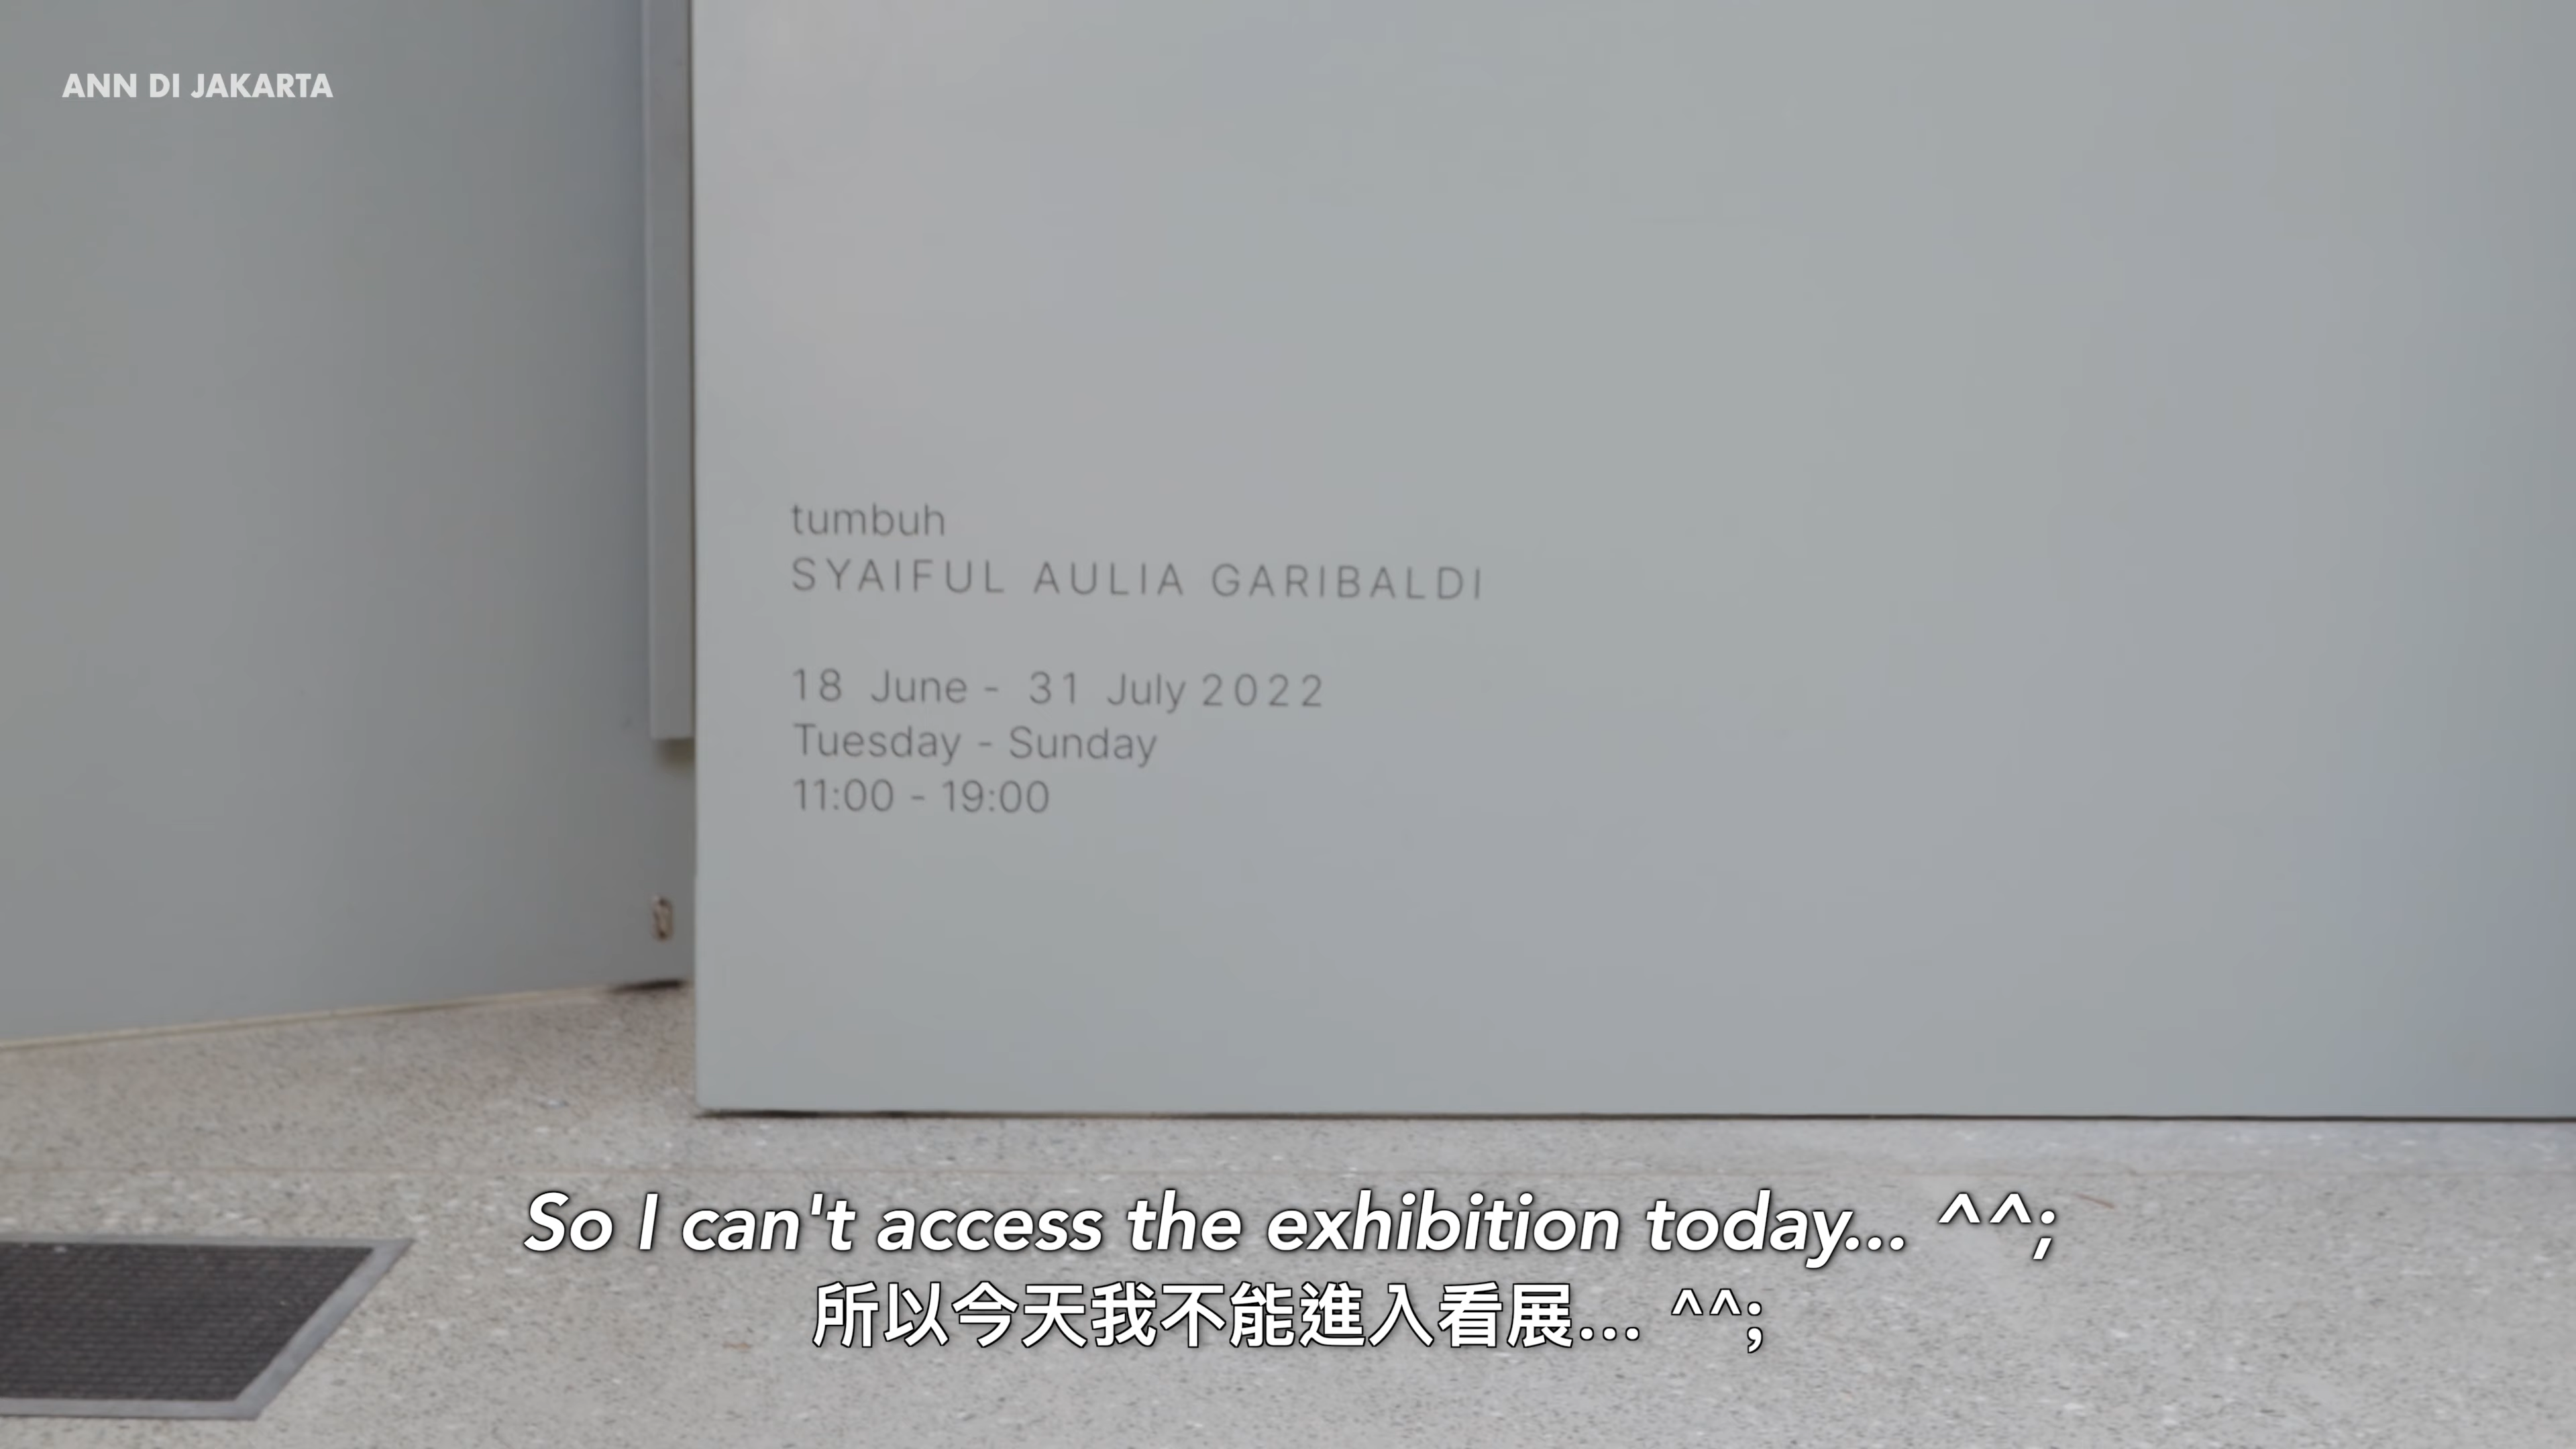 ANN DI JAKARTA
tumbuh
SYAIFUL AULIA GARIBALDI
18 June - 31 July 2022
Tuesday - Sunday
11:00 - 19:00
So I can't access the exhibition today... ^^;
所以今天我不能進入看展... ^^;